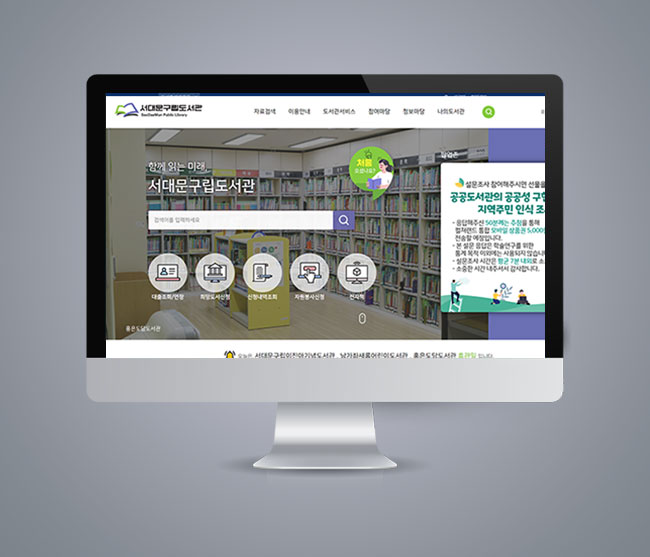 서대문구립도서관
SeoDaeMun Public Library
자료검색 이용안내 도서관서비스 참여마당 정보마당 나의도서관
함께 읽는 미래
서대문구립도서관
처음
오셨나요?
검색어를 입력하세요
대출조회/연장 희망도서신청 신청내역조회 자원봉사신청 전자책
홍은도담도서관
설문조사 참여해주시면 선물을
공공도서관의 공공성 구현
지역주민 인식 조
- 응답해주신 50분께는 추첨을 통해
컬쳐랜드 통합 모바일 상품권 5,000원
전송할 예정입니다.
- 본 설문 응답은 학술연구를 위한
통계 목적 이외에는 사용되지 않습니다
- 설문조사 시간은 평균 7분 내외로 소
- 소중한 시간 내주셔서 감사합니다.
오늘은 서대문구립이진아기념도서관, 남가좌새롬어린이도서관, 홍은도담도서관 휴관일 입니다.